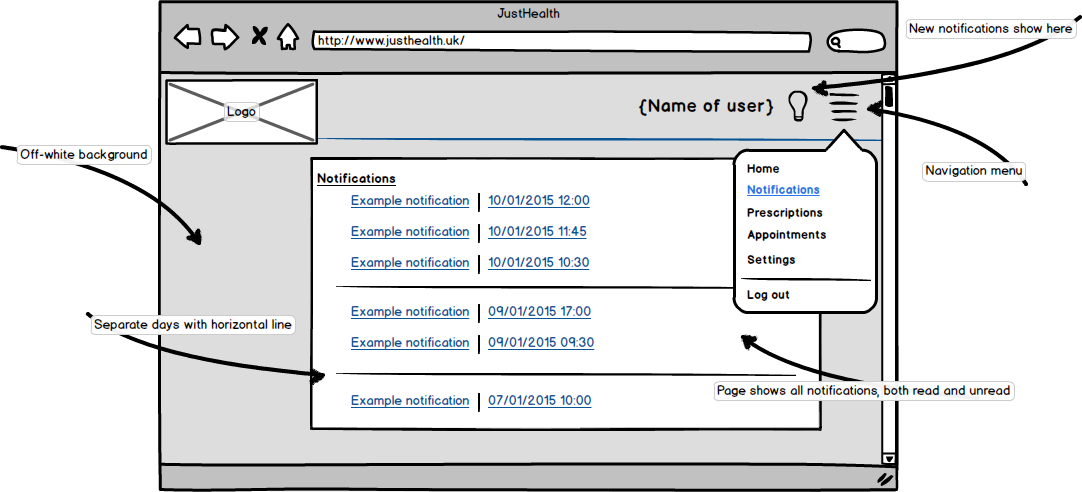 JustHealth
http://www.justhealth.uk/
New notifications show here
Logo
{Name of user}
Off-white background
Navigation menu
Home
Notifications
Prescriptions
Appointments
Settings
Log out
Notifications
Example notification | 10/01/2015 12:00
Example notification | 10/01/2015 11:45
Example notification | 10/01/2015 10:30
Example notification | 09/01/2015 17:00
Example notification | 09/01/2015 09:30
Example notification | 07/01/2015 10:00
Separate days with horizontal line
Page shows all notifications, both read and unread